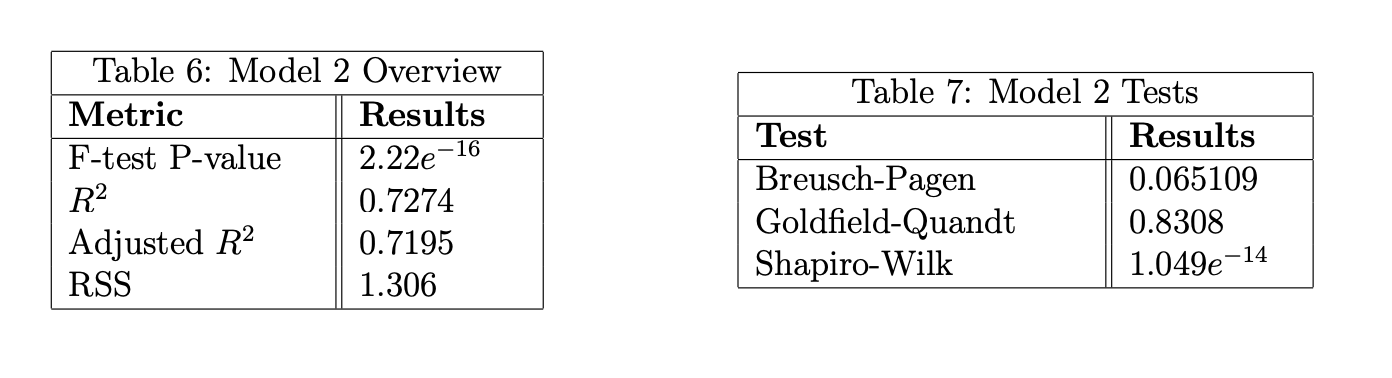 Table 6: Model 2 Overview
Metric Results
F-test P-value 2.22e⁻¹⁶
R² 0.7274
Adjusted R² 0.7195
RSS 1.306
Table 7: Model 2 Tests
Test Results
Breusch-Pagen 0.065109
Goldfield-Quandt 0.8308
Shapiro-Wilk 1.049e⁻¹⁴